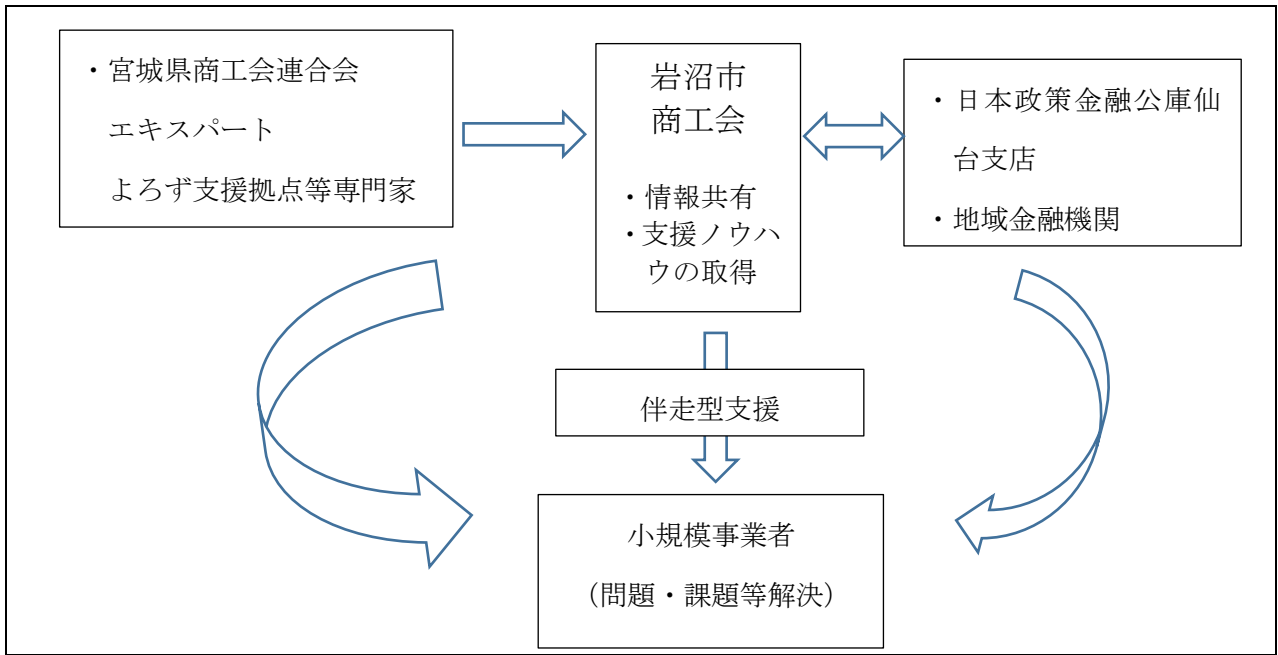 ・宮城県商工会連合会
エキスパート
よろず支援拠点等専門家
岩沼市
商工会
・情報共有
・支援ノウハ
ウの取得
・日本政策金融公庫仙
台支店
・地域金融機関
伴走型支援
小規模事業者
（問題・課題等解決）